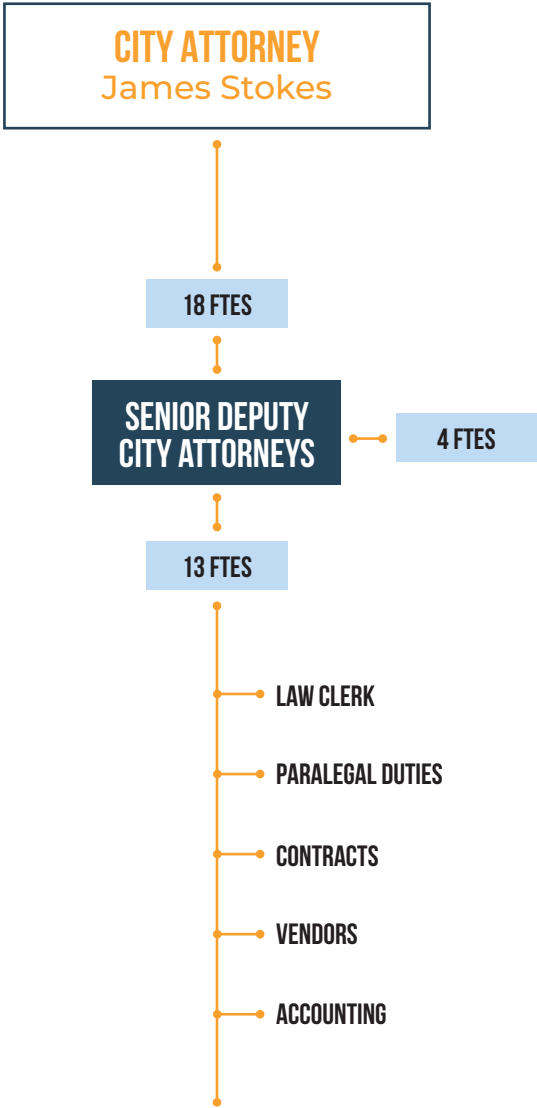 CITY ATTORNEY
James Stokes
18 FTES
SENIOR DEPUTY
CITY ATTORNEYS
4 FTES
13 FTES
LAW CLERK
PARALEGAL DUTIES
CONTRACTS
VENDORS
ACCOUNTING